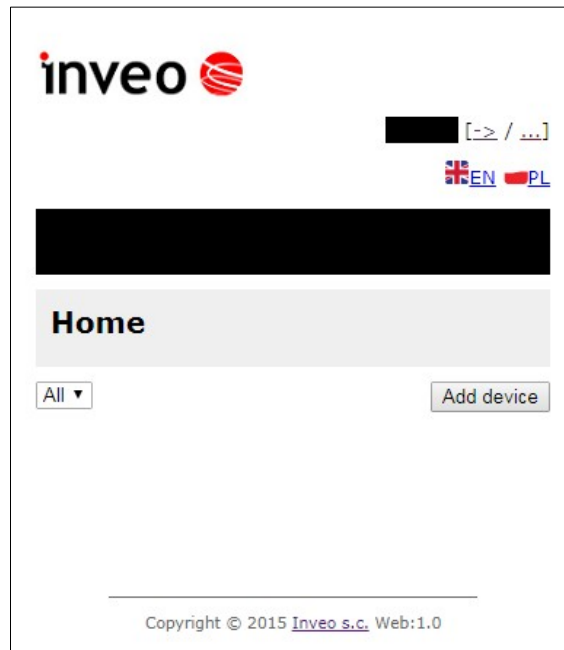 inveo
[-> / ...]
EN PL
Home
All ▼ Add device
Copyright © 2015 Inveo s.c. Web:1.0